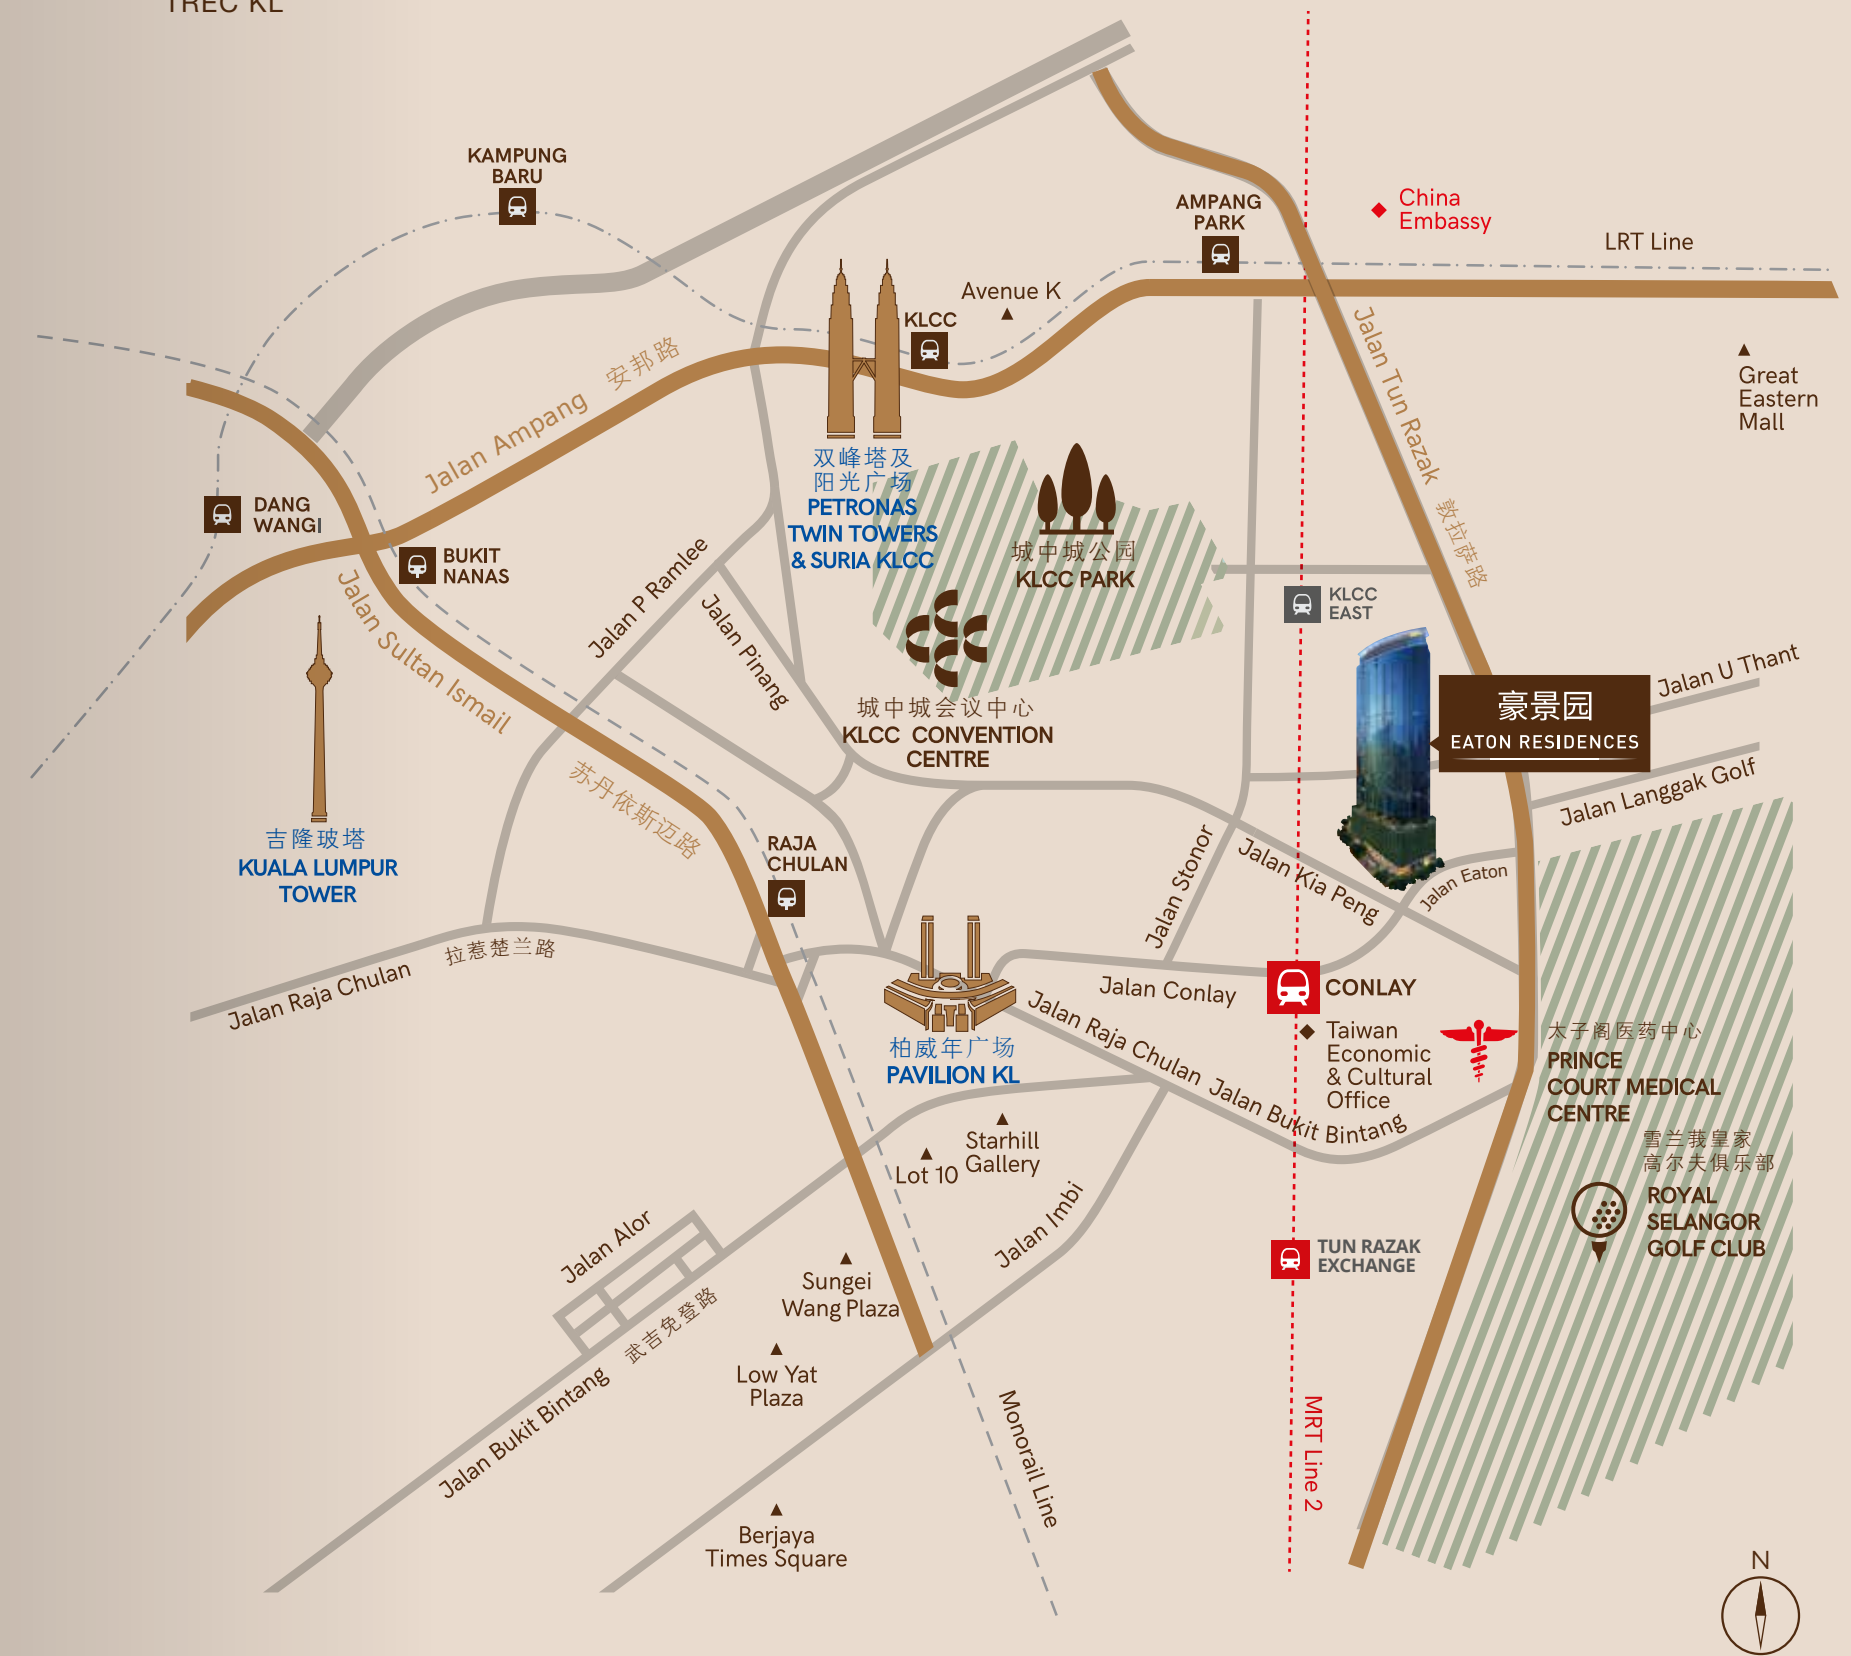 TREC KL
KAMPUNG
BARU
AMPANG
PARK
China
Embassy
LRT Line
Avenue K
KLCC
Jalan Ampang 安邦路
Jalan Tun Razak 敦拉萨路
Great
Eastern
Mall
双峰塔及
阳光广场
PETRONAS
TWIN TOWERS
& SURIA KLCC
城中城公园
KLCC PARK
DANG
WANGI
BUKIT
NANAS
KLCC
EAST
Jalan Sultan Ismail
苏丹依斯迈路
Jalan P Ramlee
Jalan Pinang
Jalan U Thant
豪景园
EATON RESIDENCES
城中城会议中心
KLCC CONVENTION
CENTRE
Jalan Langgak Golf
吉隆玻塔
KUALA LUMPUR
TOWER
RAJA
CHULAN
Jalan Stonor
Jalan Kia Peng
Jalan Eaton
Jalan Raja Chulan 拉惹楚兰路
Jalan Conlay
CONLAY
Taiwan
Economic
& Cultural
Office
太子阁医药中心
PRINCE
COURT MEDICAL
CENTRE
柏威年广场
PAVILION KL
Jalan Raja Chulan
Jalan Bukit Bintang
雪兰莪皇家
高尔夫俱乐部
ROYAL
SELANGOR
GOLF CLUB
Starhill
Gallery
Lot 10
Jalan Imbi
Jalan Alor
Sungei
Wang Plaza
TUN RAZAK
EXCHANGE
Low Yat
Plaza
Jalan Bukit Bintang 武吉免登路
Monorail Line
MRT Line 2
Berjaya
Times Square
N